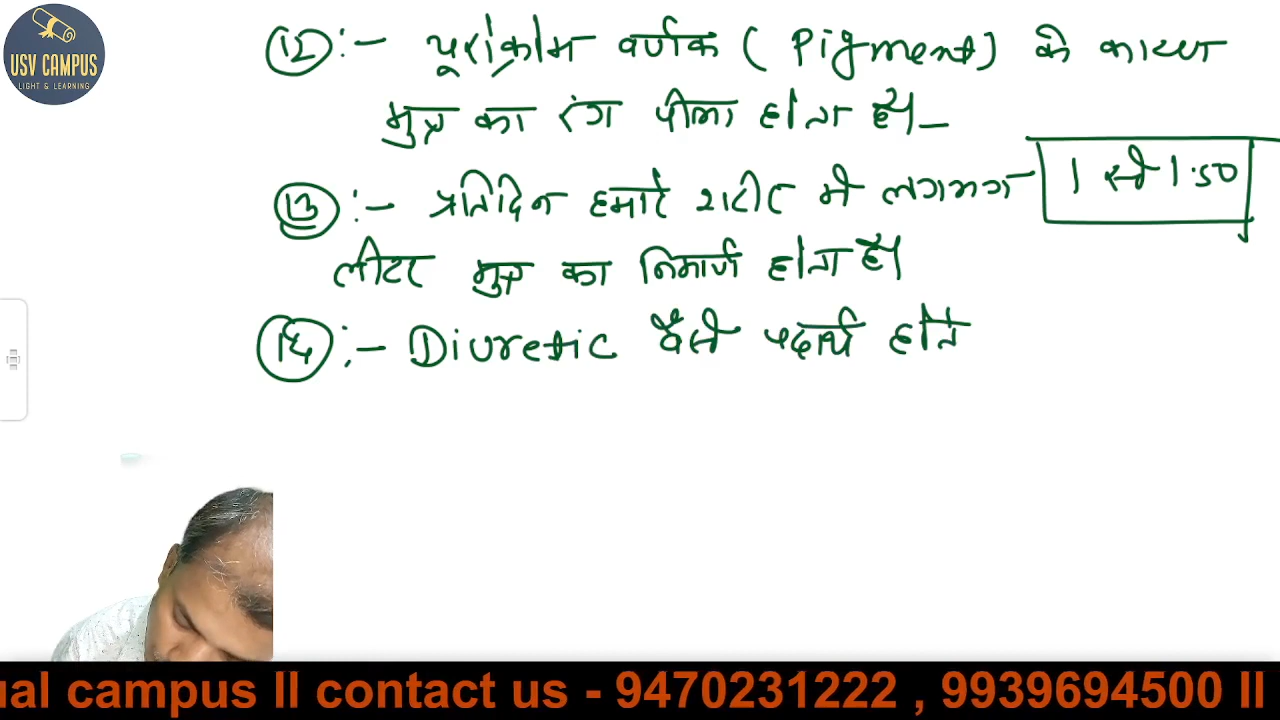 USV CAMPUS
LIGHT & LEARNING
(12) :- यूरोक्रोम वर्णक ( Pigment ) के कारण
मुत्र का रंग पीला होता है।
(13) :- प्रतिदिन हमारे शरीर में लगभग 1 से 1.50
लीटर मुत्र का निमार्ण होता है।
(14) :- Diuretic वैसे पदार्थ होते
ual campus II contact us - 9470231222 , 9939694500 II